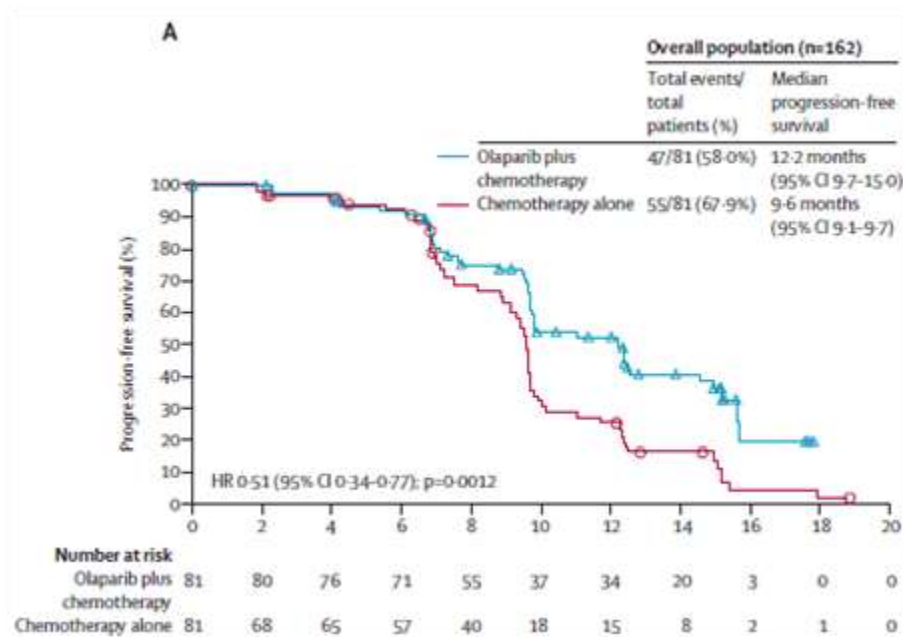 A
Overall population (n=162)
Total events/ Median
total progression-free
patients (%) survival
Olaparib plus 47/81 (58·0%) 12·2 months
chemotherapy (95% CI 9·7–15·0)
Chemotherapy alone 55/81 (67·9%) 9·6 months
(95% CI 9·1–9·7)
Progression-free survival (%)
100
90
80
70
60
50
40
30
20
10
0
HR 0·51 (95% CI 0·34–0·77); p=0·0012
0 2 4 6 8 10 12 14 16 18 20
Number at risk
Olaparib plus 81 80 76 71 55 37 34 20 3 0 0
chemotherapy
Chemotherapy alone 81 68 65 57 40 18 15 8 2 1 0